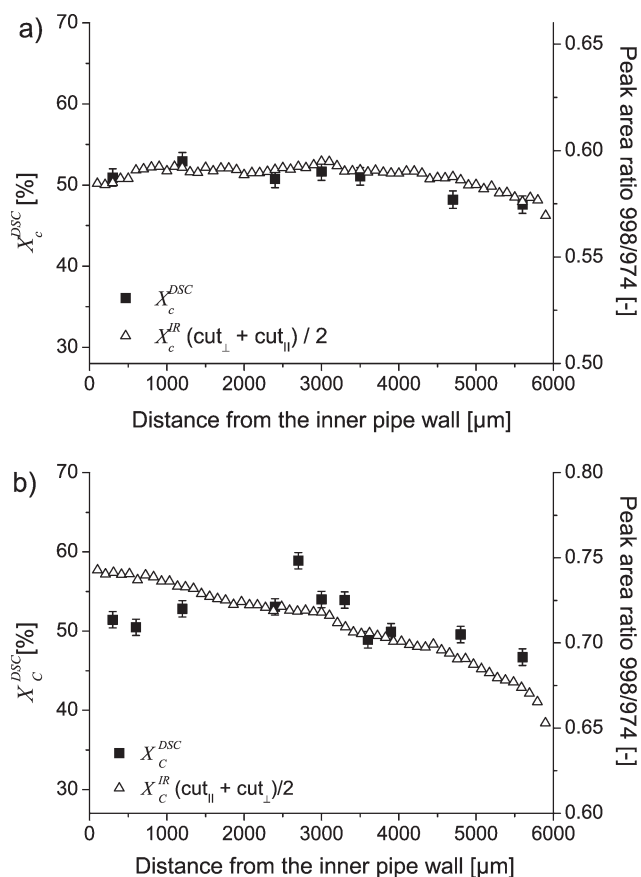 a)
70
60
50
40
30
X_c^DSC [%]
0.65
0.60
0.55
0.50
Peak area ratio 998/974 [-]
X_c^DSC
X_c^IR (cut⊥ + cut||) / 2
0 1000 2000 3000 4000 5000 6000
Distance from the inner pipe wall [µm]
b)
70
60
50
40
30
X_C^DSC [%]
0.80
0.75
0.70
0.65
0.60
Peak area ratio 998/974 [-]
X_C^DSC
X_C^IR (cut|| + cut⊥)/2
0 1000 2000 3000 4000 5000 6000
Distance from the inner pipe wall [µm]